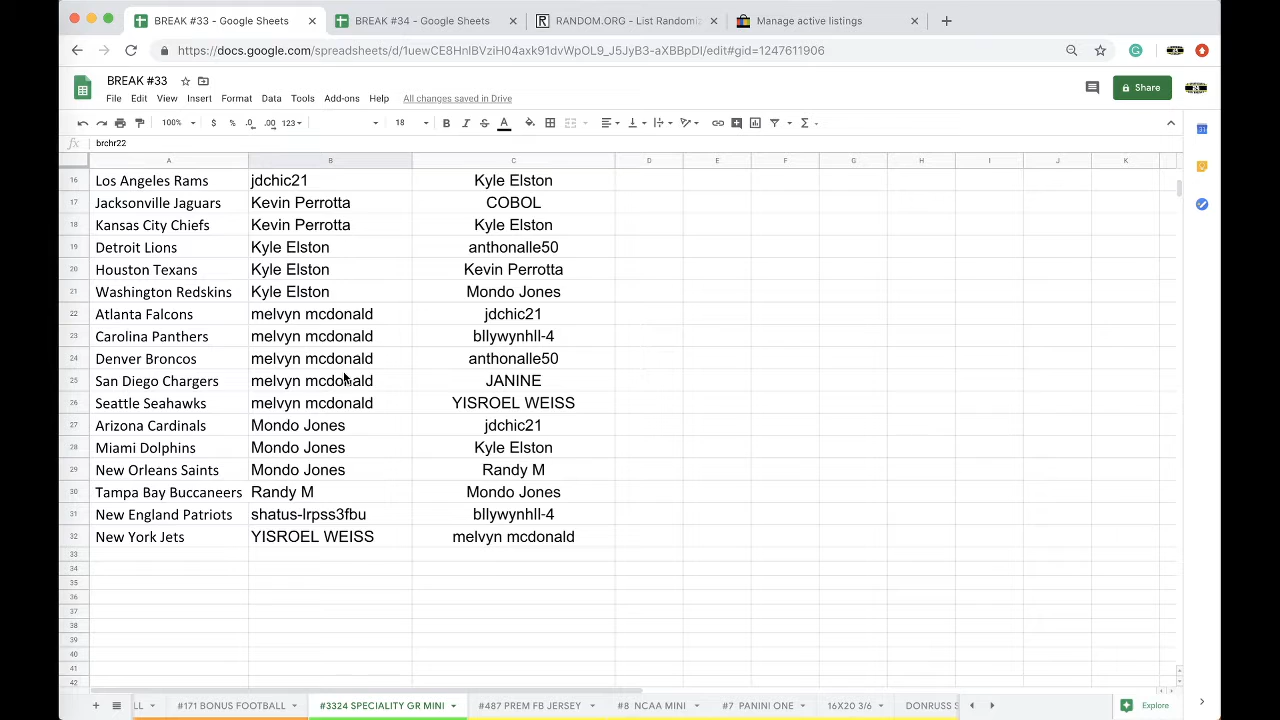 BREAK #33 - Google Sheets
BREAK #34 - Google Sheets
Manage active listings
https://docs.google.com/spreadsheets/d/
BREAK #33
File Edit View Insert Format Data Tools Add-ons Help All changes saved in Drive
Share
100% $ % .0 .00 123 18 B I S A
fx brchr22
A B C D E F G H I J K
16 Los Angeles Rams jdchic21 Kyle Elston
17 Jacksonville Jaguars Kevin Perrotta COBOL
18 Kansas City Chiefs Kevin Perrotta Kyle Elston
19 Detroit Lions Kyle Elston anthonalle50
20 Houston Texans Kyle Elston Kevin Perrotta
21 Washington Redskins Kyle Elston Mondo Jones
22 Atlanta Falcons melvyn mcdonald jdchic21
23 Carolina Panthers melvyn mcdonald bllywynhll-4
24 Denver Broncos melvyn mcdonald anthonalle50
25 San Diego Chargers melvyn mcdonald JANINE
26 Seattle Seahawks melvyn mcdonald YISROEL WEISS
27 Arizona Cardinals Mondo Jones jdchic21
28 Miami Dolphins Mondo Jones Kyle Elston
29 New Orleans Saints Mondo Jones Randy M
30 Tampa Bay Buccaneers Randy M Mondo Jones
31 New England Patriots shatus-lrpss3fbu bllywynhll-4
32 New York Jets YISROEL WEISS melvyn mcdonald
33
34
35
36
37
38
39
40
41
42
LL #171 BONUS FOOTBALL #3324 SPECIALITY GR MINI #487 PREM FB JERSEY #8 NCAA MINI #7 PANINI ONE 16X20 3/6 DONRUSS S Explore